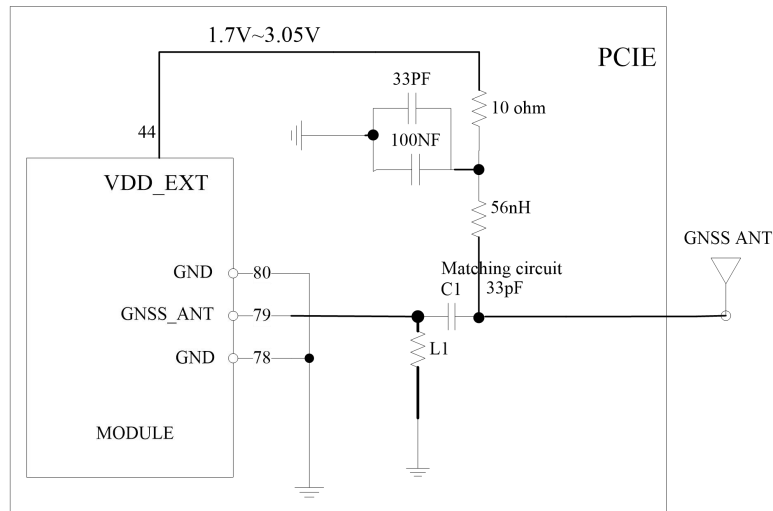 1.7V~3.05V
PCIE
33PF
10 ohm
44
100NF
VDD_EXT
56nH
GNSS ANT
GND
80
Matching circuit
C1
33pF
GNSS_ANT
79
L1
GND
78
MODULE